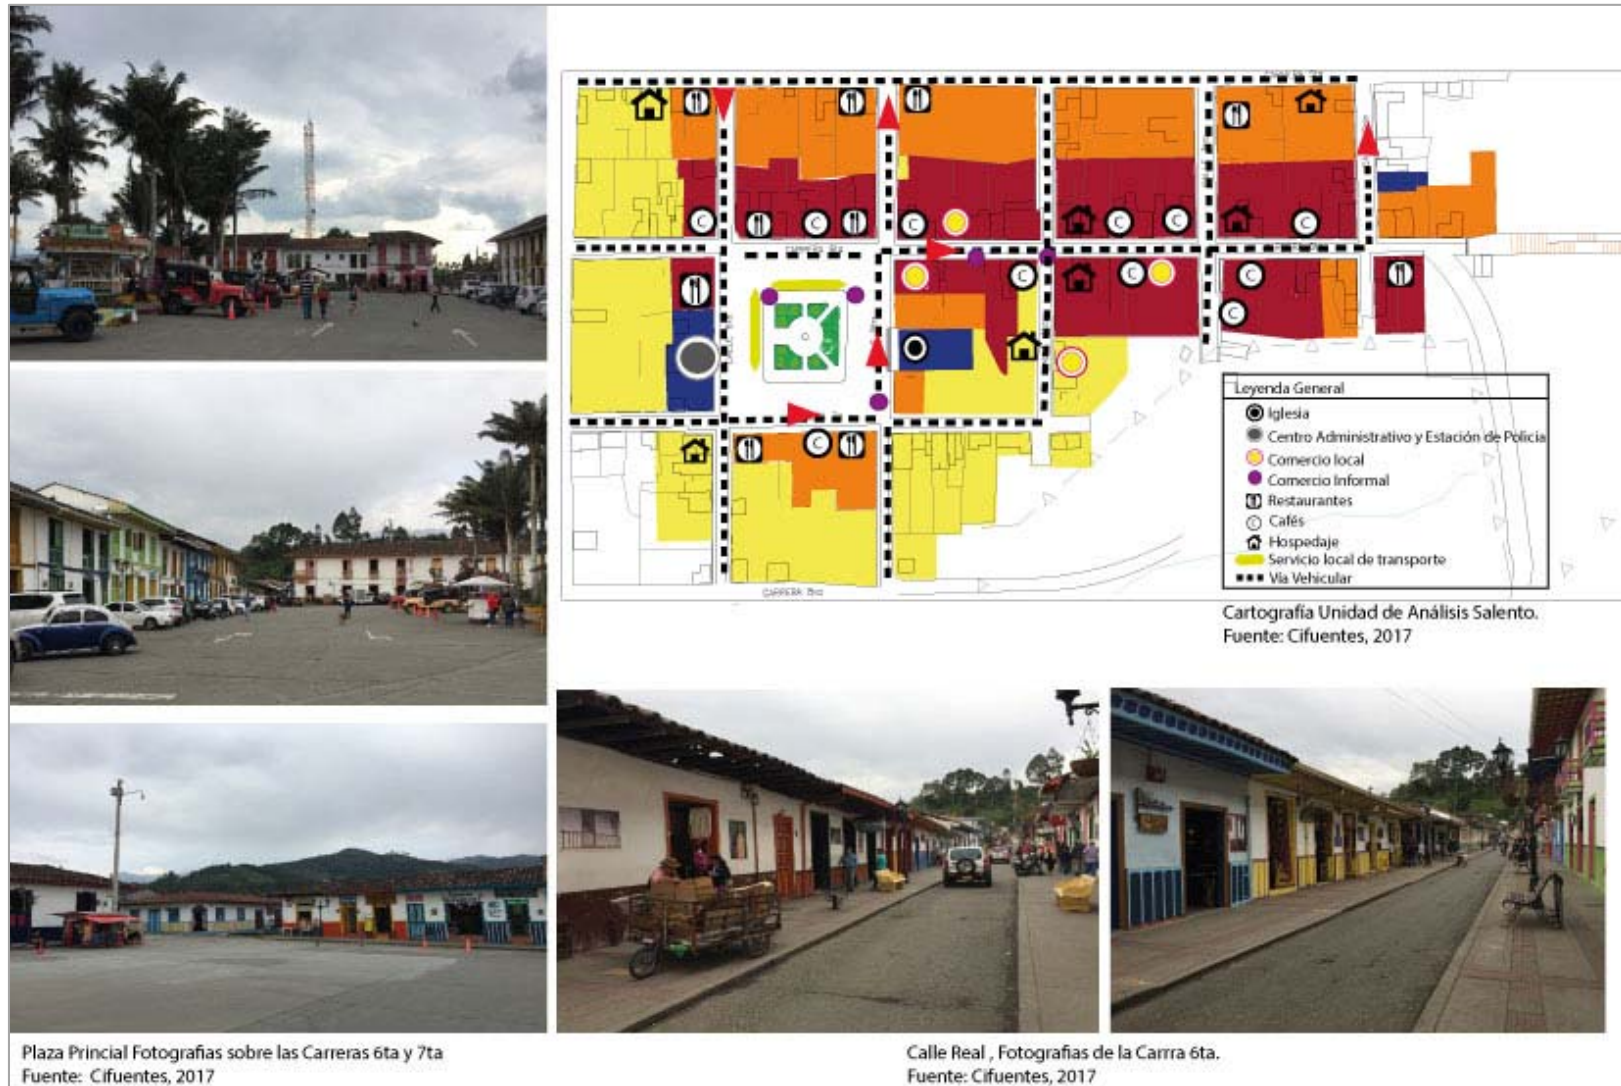 Leyenda General
Iglesia
Centro Administrativo y Estación de Policia
Comercio local
Comercio Informal
Restaurantes
C Cafés
Hospedaje
Servicio local de transporte
Vía Vehicular
CARRERA
Cartografía Unidad de Análisis Salento.
Fuente: Cifuentes, 2017
Plaza Princial Fotografias sobre las Carreras 6ta y 7ta
Fuente: Cifuentes, 2017
Calle Real , Fotografias de la Carrra 6ta.
Fuente: Cifuentes, 2017